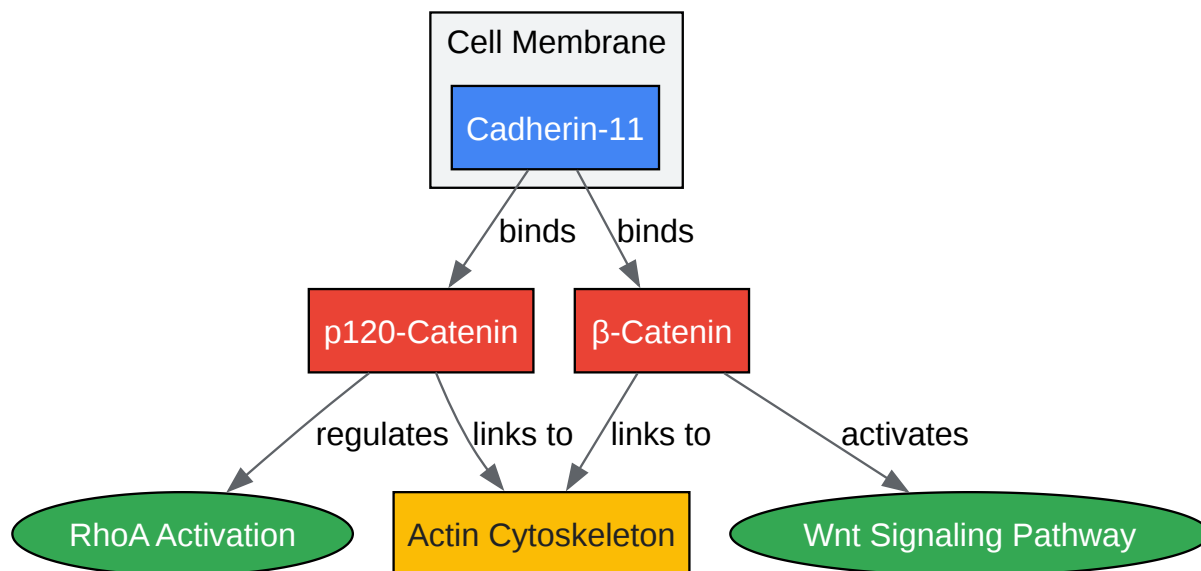 Cell Membrane
Cadherin-11
binds
binds
p120-Catenin
β-Catenin
regulates
links to
links to
activates
RhoA Activation
Actin Cytoskeleton
Wnt Signaling Pathway